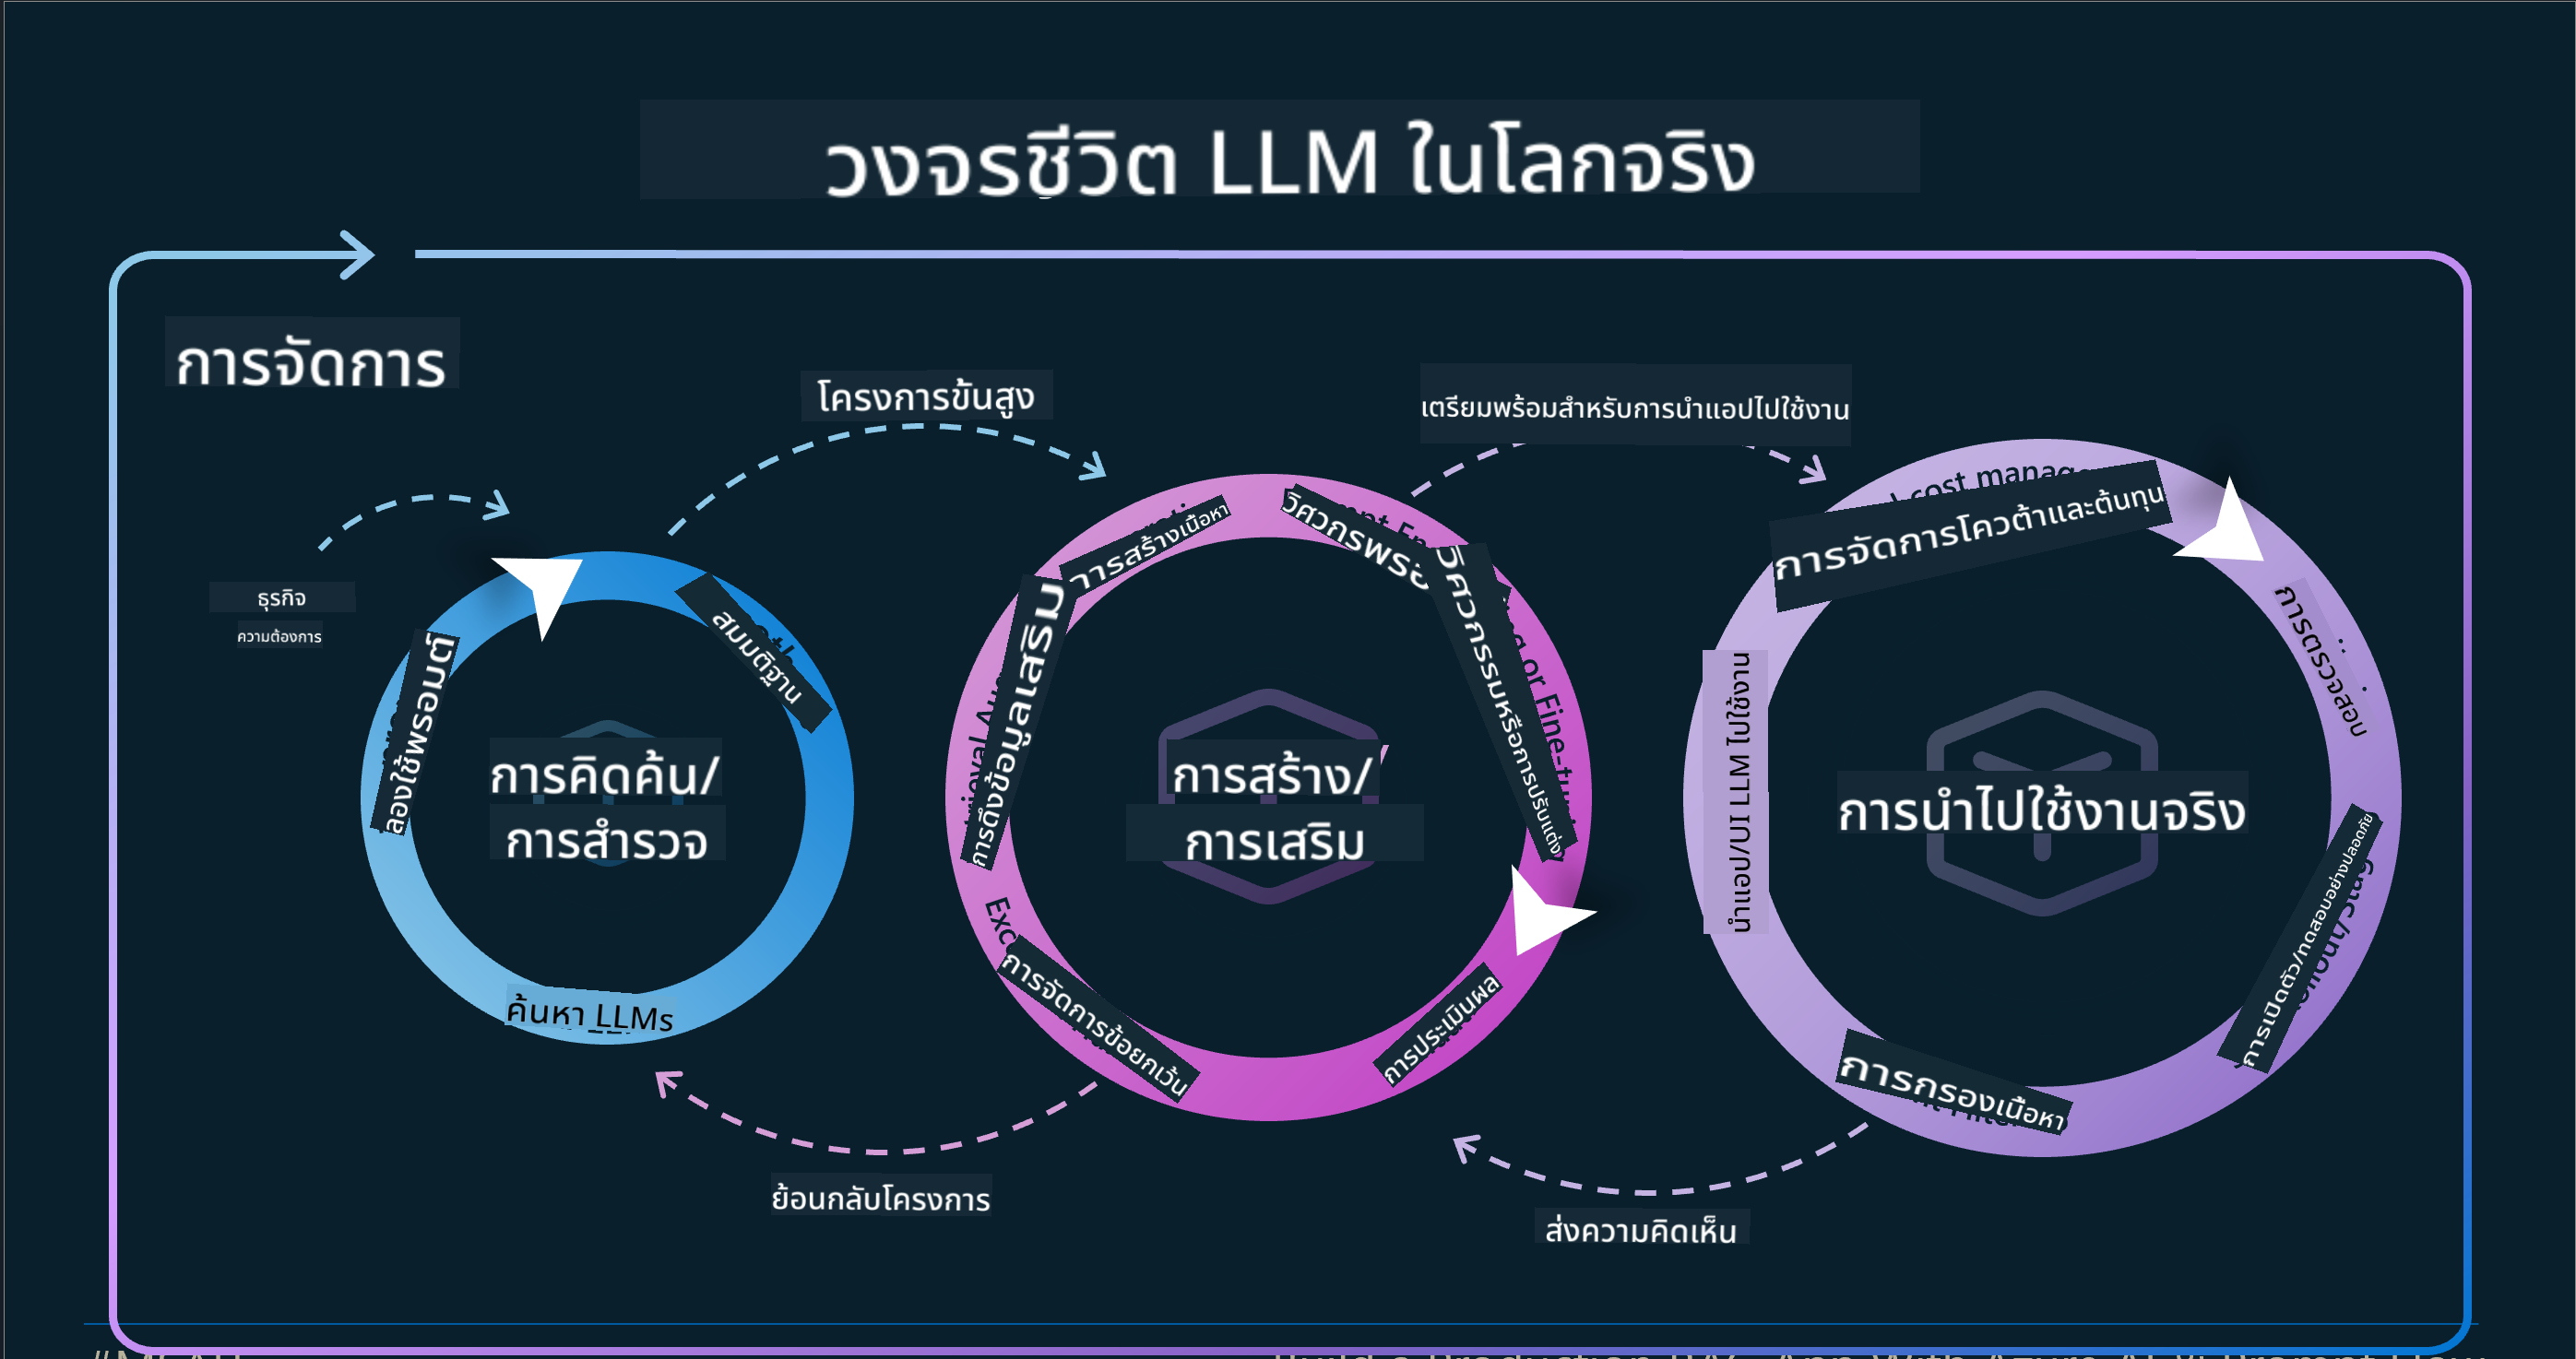 วงจรชีวิต LLM ในโลกจริง
การจัดการ
โครงการขั้นสูง
เตรียมพร้อมสำหรับการนำแอปไปใช้งาน
ธุรกิจ
ความต้องการ
ลองใช้พรอมต์
สมมติฐาน
การคิดค้น/
การสำรวจ
ค้นหา LLMs
การสร้างเนื้อหา
วิศวกรพรอ
วิศวกรรมหรือการปรับแต่ง
or Fine-tu
การดึงข้อมูลเสริม
การสร้าง/
การเสริม
Exc
การจัดการข้อยกเว้น
การประเมินผล
cost manag
การจัดการโควต้าและต้นทุน
การตรวจสอบ
นำแอป/UI LLM ไปใช้งาน
การนำไปใช้งานจริง
การเปิดตัว/ทดสอบอย่างปลอดภัย
การกรองเนื้อหา
ย้อนกลับโครงการ
ส่งความคิดเห็น